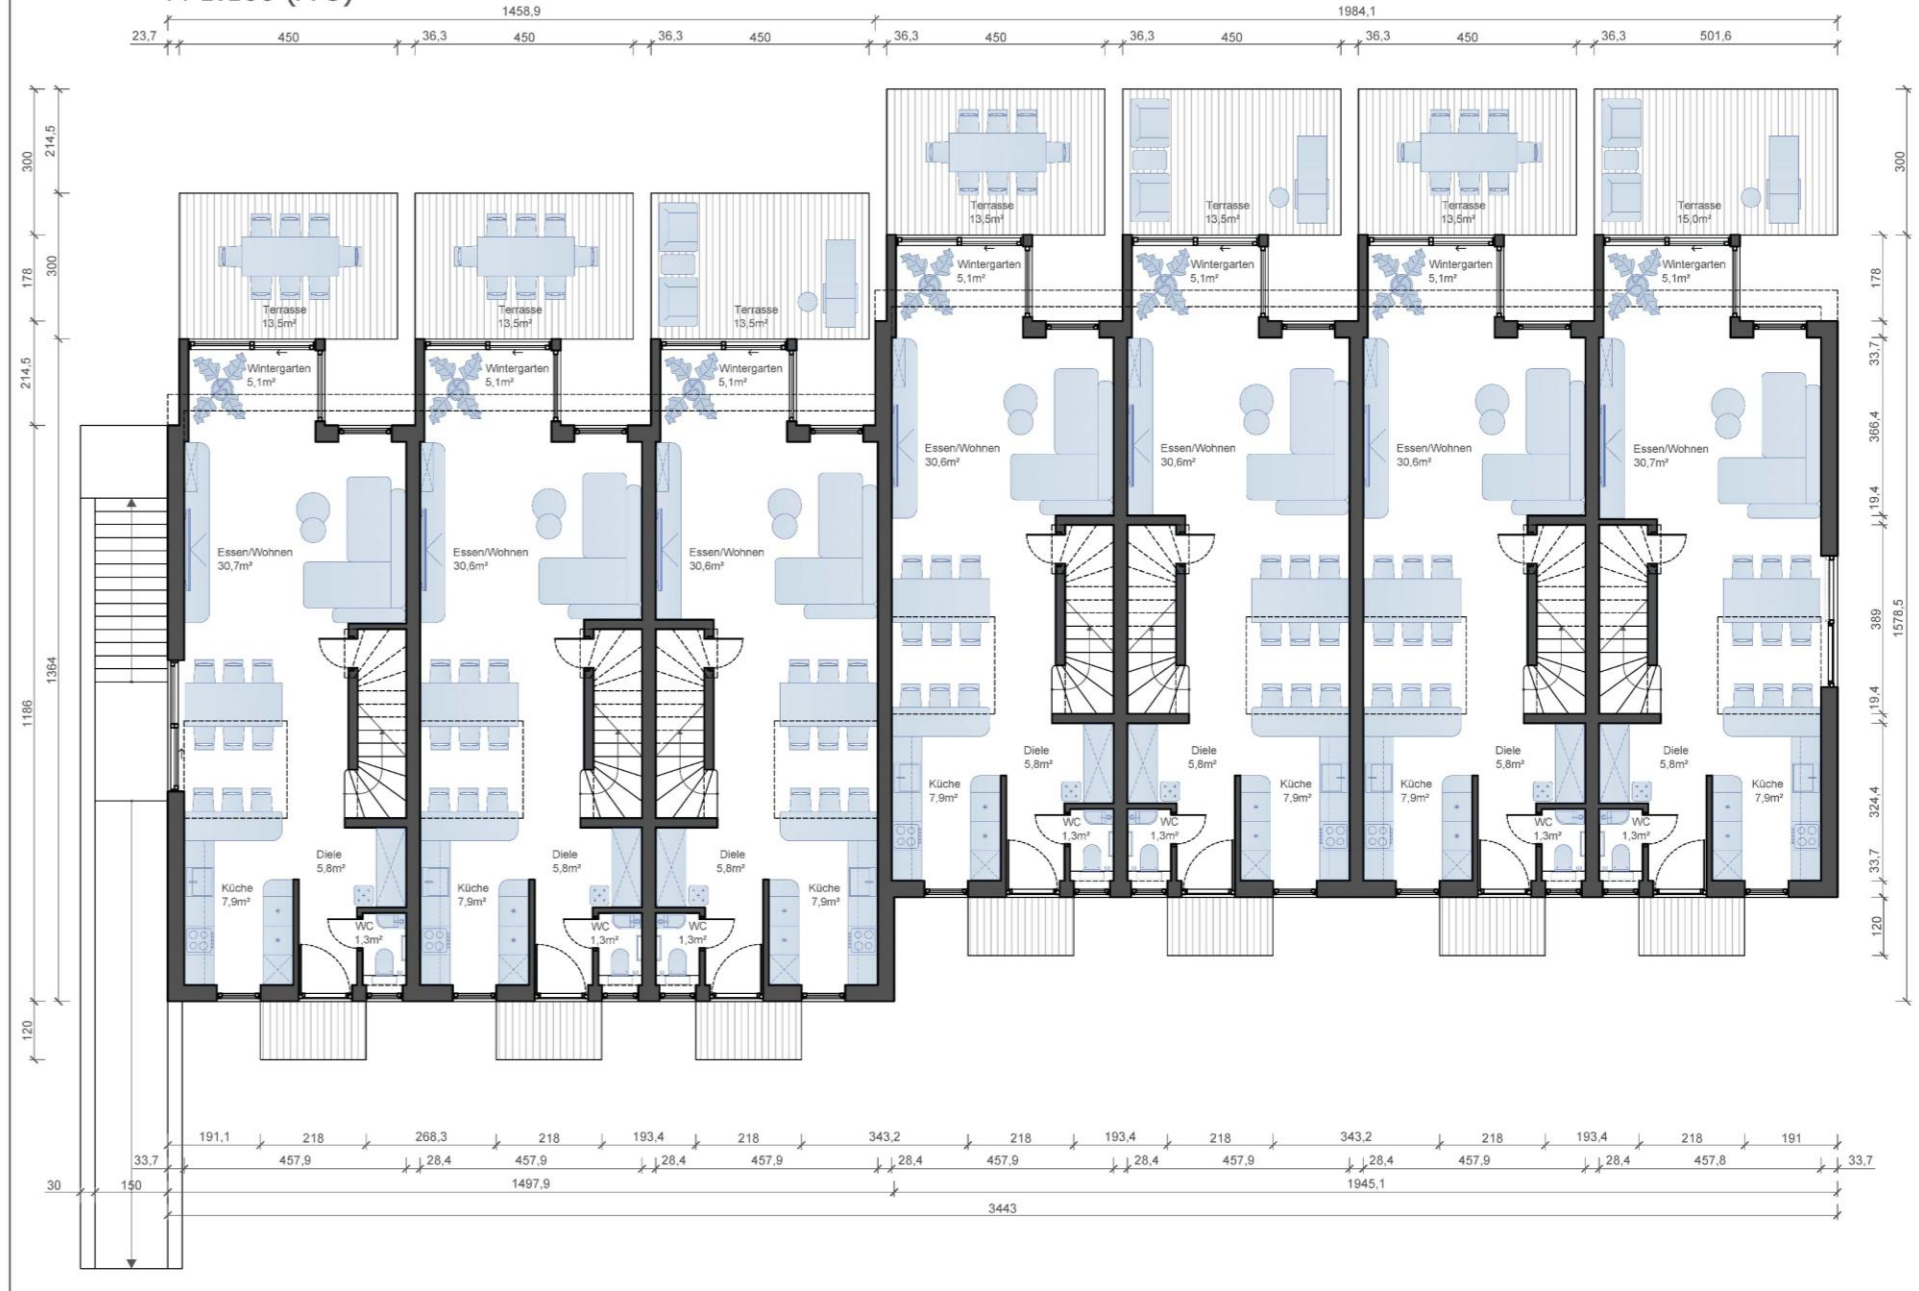 1458,9 1984,1
23,7 450 36,3 450 36,3 450 36,3 450 36,3 450 36,3 450 36,3 501,6
300 214,5 300
Terrasse Terrasse Terrasse Terrasse
13,5m² 13,5m² 13,5m² 15,0m²
178 300 178
Wintergarten Wintergarten Wintergarten Wintergarten
5,1m² 5,1m² 5,1m² 5,1m²
Terrasse Terrasse Terrasse
13,5m² 13,5m² 13,5m²
214,5 33,7
Wintergarten Wintergarten Wintergarten
5,1m² 5,1m² 5,1m²
366,4
Essen/Wohnen Essen/Wohnen Essen/Wohnen Essen/Wohnen
30,6m² 30,6m² 30,6m² 30,7m²
19,4
Essen/Wohnen Essen/Wohnen Essen/Wohnen
30,7m² 30,6m² 30,6m²
1186 1364 389 1578,5
19,4
Diele Diele Diele Diele
5,8m² 5,8m² 5,8m² 5,8m²
Küche Küche Küche Küche
7,9m² 7,9m² 7,9m² 7,9m²
324,4
WC WC WC WC
1,3m² 1,3m² 1,3m² 1,3m²
Diele Diele Diele
5,8m² 5,8m² 5,8m²
33,7
Küche Küche Küche
7,9m² 7,9m² 7,9m²
WC WC WC
1,3m² 1,3m² 1,3m²
120 120
191,1 218 268,3 218 193,4 218 343,2 218 193,4 218 343,2 218 193,4 218 191
33,7 457,9 28,4 457,9 28,4 457,9 28,4 457,9 28,4 457,9 28,4 457,9 28,4 457,8 33,7
30 150 1497,9 1945,1
3443